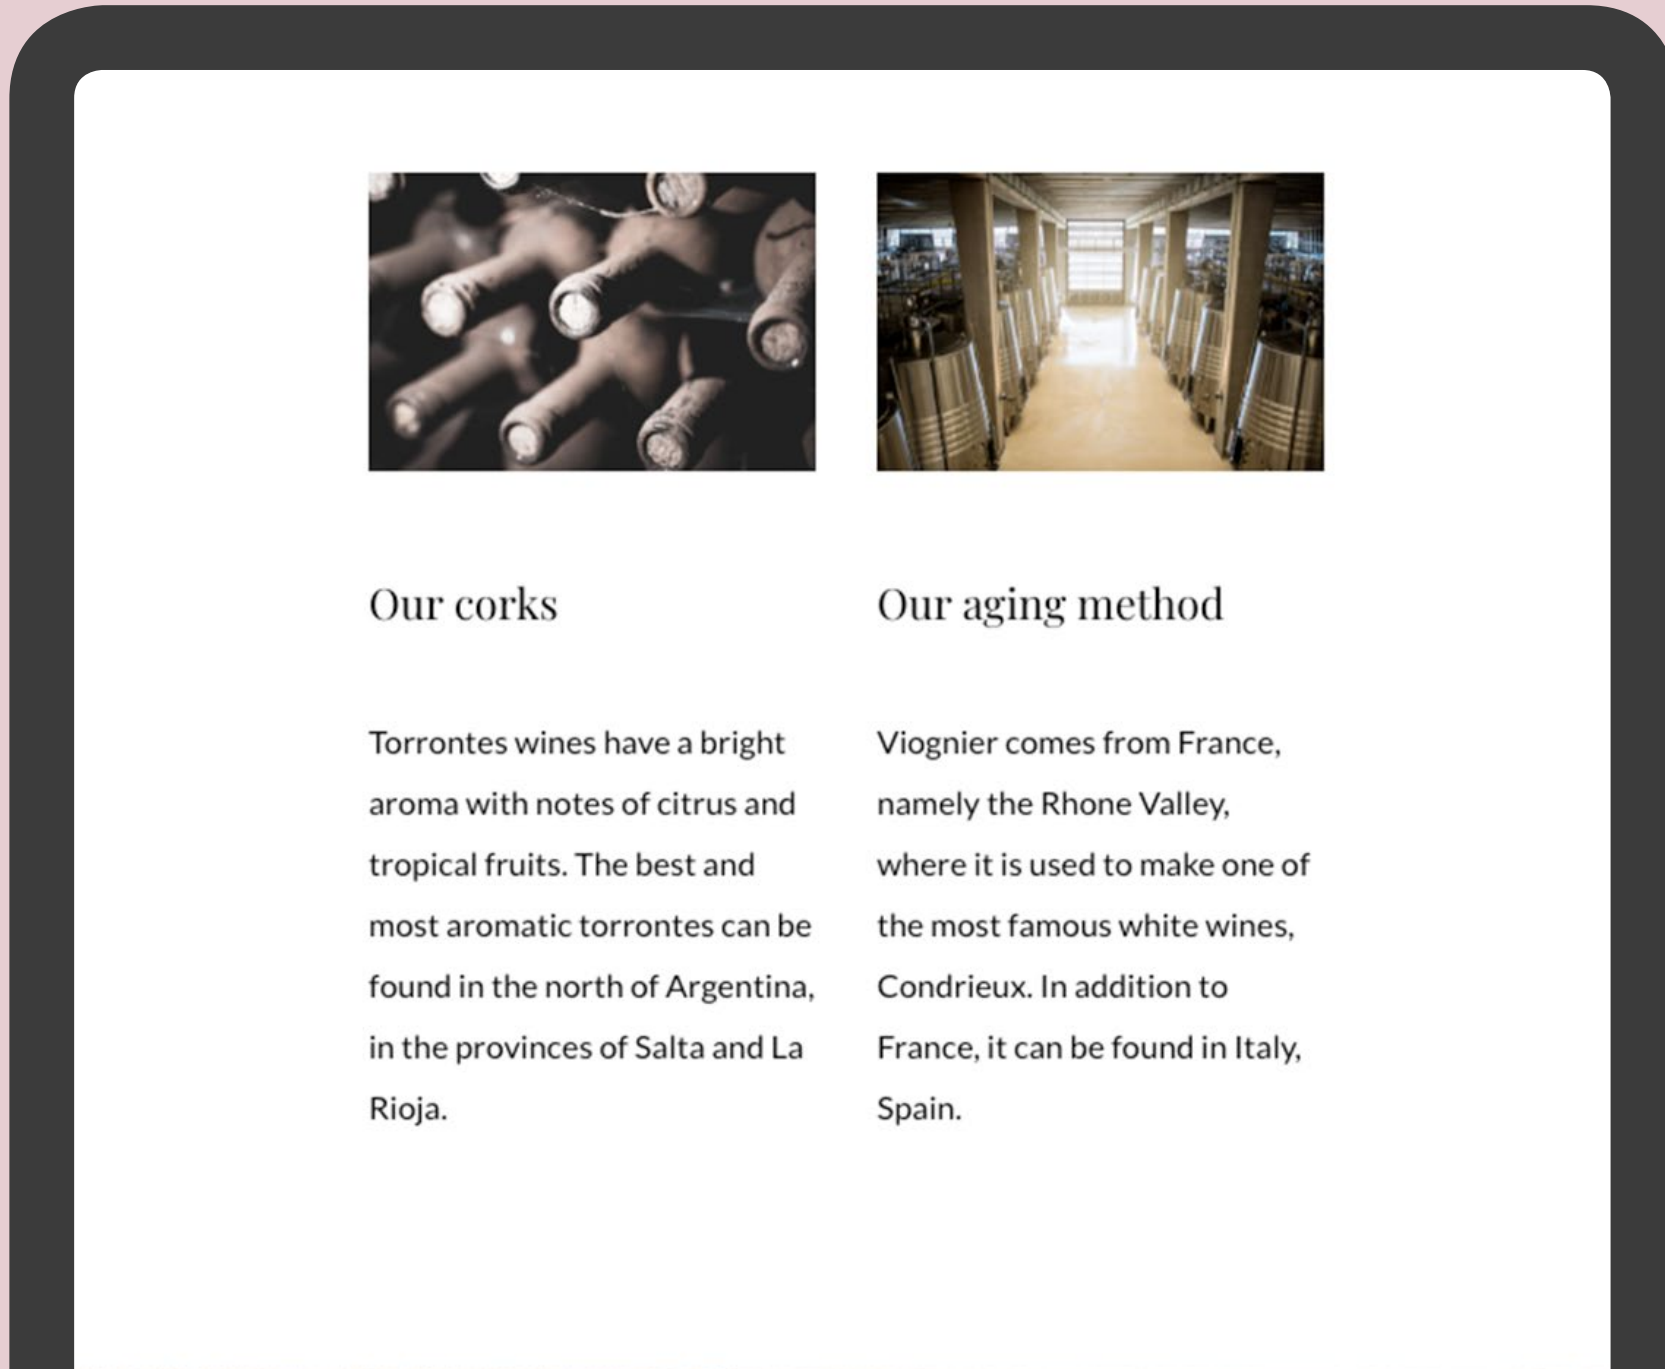 Our corks
Torrontes wines have a bright
aroma with notes of citrus and
tropical fruits. The best and
most aromatic torrontes can be
found in the north of Argentina,
in the provinces of Salta and La
Rioja.
Our aging method
Viognier comes from France,
namely the Rhone Valley,
where it is used to make one of
the most famous white wines,
Condrieux. In addition to
France, it can be found in Italy,
Spain.